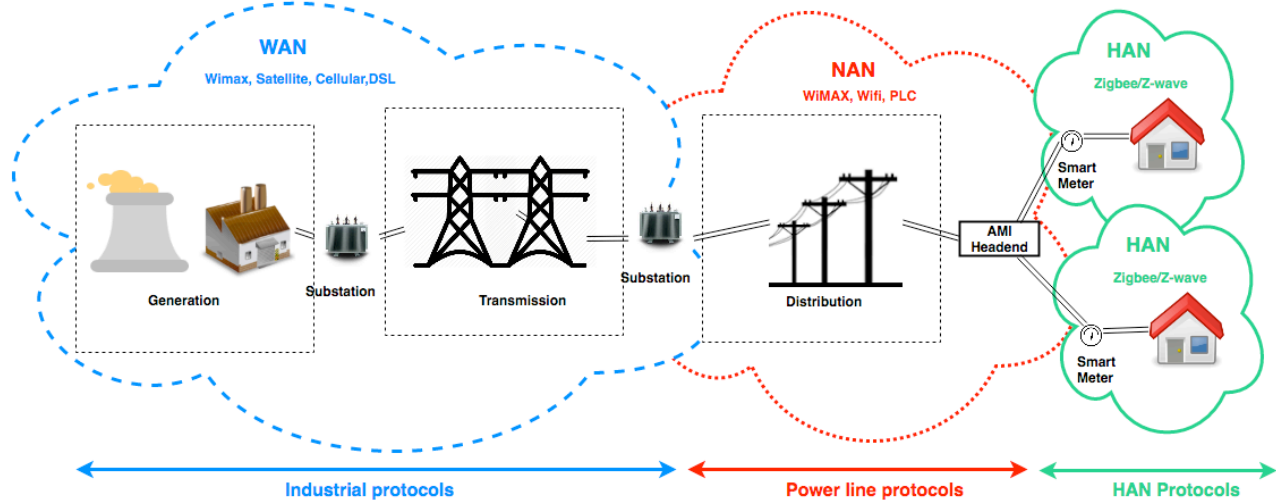 WAN
Wimax, Satellite, Cellular,DSL
NAN
WiMAX, Wifi, PLC
HAN
Zigbee/Z-wave
Smart
Meter
Generation
Substation
Transmission
Substation
Distribution
AMI
Headend
HAN
Zigbee/Z-wave
Smart
Meter
Industrial protocols
Power line protocols
HAN Protocols